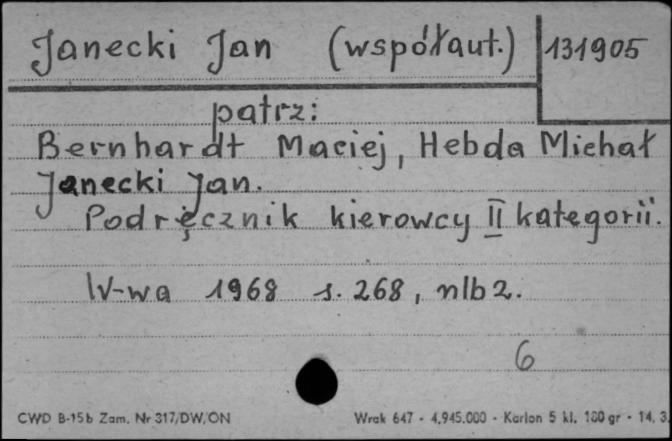 Janecki Jan (współaut.) 131905
patrz:
Bernhardt Maciej, Hebda Michał
Janecki Jan.
Podręcznik kierowcy II kategorii.
W-wa 1968 s. 268, nlb 2.
6
CWD B-15b Zam. Nr 317/DW/ON Wrak 647 - 4.945.000 - Karton 5 kl. 180 gr - 14. 3.